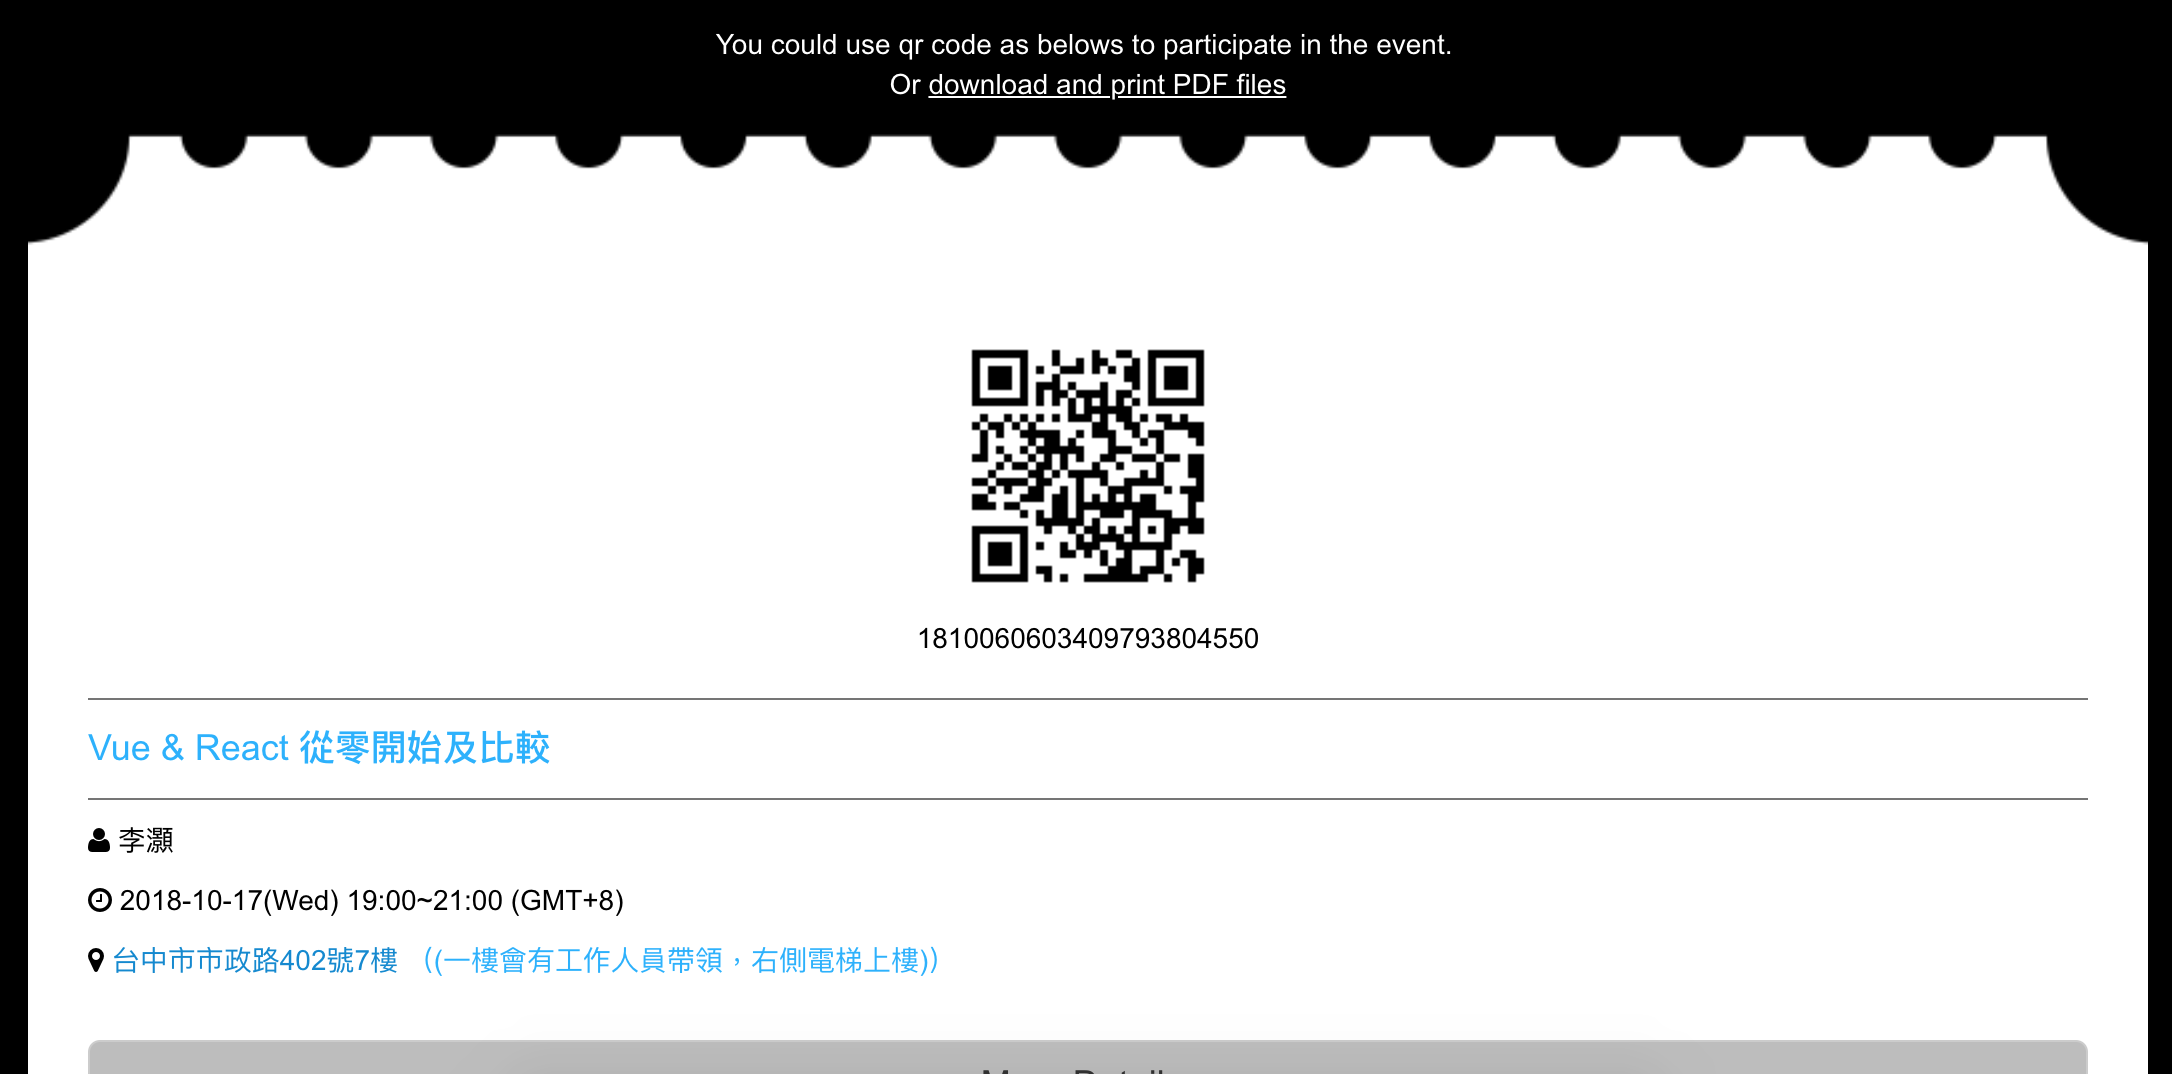 You could use qr code as belows to participate in the event.
Or download and print PDF files
1810060603409793804550
Vue & React 從零開始及比較
李灝
2018-10-17(Wed) 19:00~21:00 (GMT+8)
台中市市政路402號7樓 （(一樓會有工作人員帶領，右側電梯上樓)）